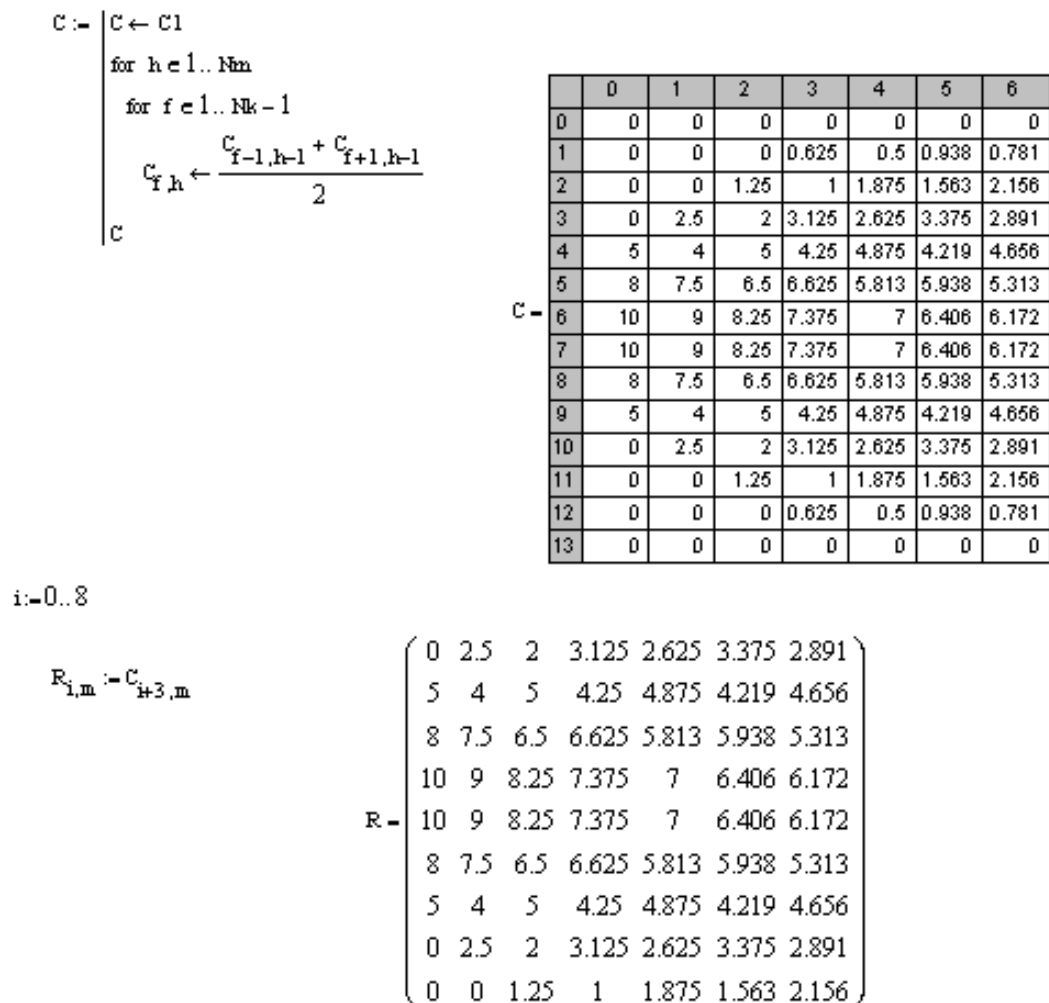 C := C ← C1
for h ∈ 1.. Nm
for f ∈ 1.. Nk − 1
C f,h ← (C f−1,h−1 + C f+1,h−1) / 2
C
C =
0 1 2 3 4 5 6
0 0 0 0 0 0 0 0
1 0 0 0 0.625 0.5 0.938 0.781
2 0 0 1.25 1 1.875 1.563 2.156
3 0 2.5 2 3.125 2.625 3.375 2.891
4 5 4 5 4.25 4.875 4.219 4.656
5 8 7.5 6.5 6.625 5.813 5.938 5.313
6 10 9 8.25 7.375 7 6.406 6.172
7 10 9 8.25 7.375 7 6.406 6.172
8 8 7.5 6.5 6.625 5.813 5.938 5.313
9 5 4 5 4.25 4.875 4.219 4.656
10 0 2.5 2 3.125 2.625 3.375 2.891
11 0 0 1.25 1 1.875 1.563 2.156
12 0 0 0 0.625 0.5 0.938 0.781
13 0 0 0 0 0 0 0
i:=0..8
R i,m := C i+3,m
R =
0 2.5 2 3.125 2.625 3.375 2.891
5 4 5 4.25 4.875 4.219 4.656
8 7.5 6.5 6.625 5.813 5.938 5.313
10 9 8.25 7.375 7 6.406 6.172
10 9 8.25 7.375 7 6.406 6.172
8 7.5 6.5 6.625 5.813 5.938 5.313
5 4 5 4.25 4.875 4.219 4.656
0 2.5 2 3.125 2.625 3.375 2.891
0 0 1.25 1 1.875 1.563 2.156